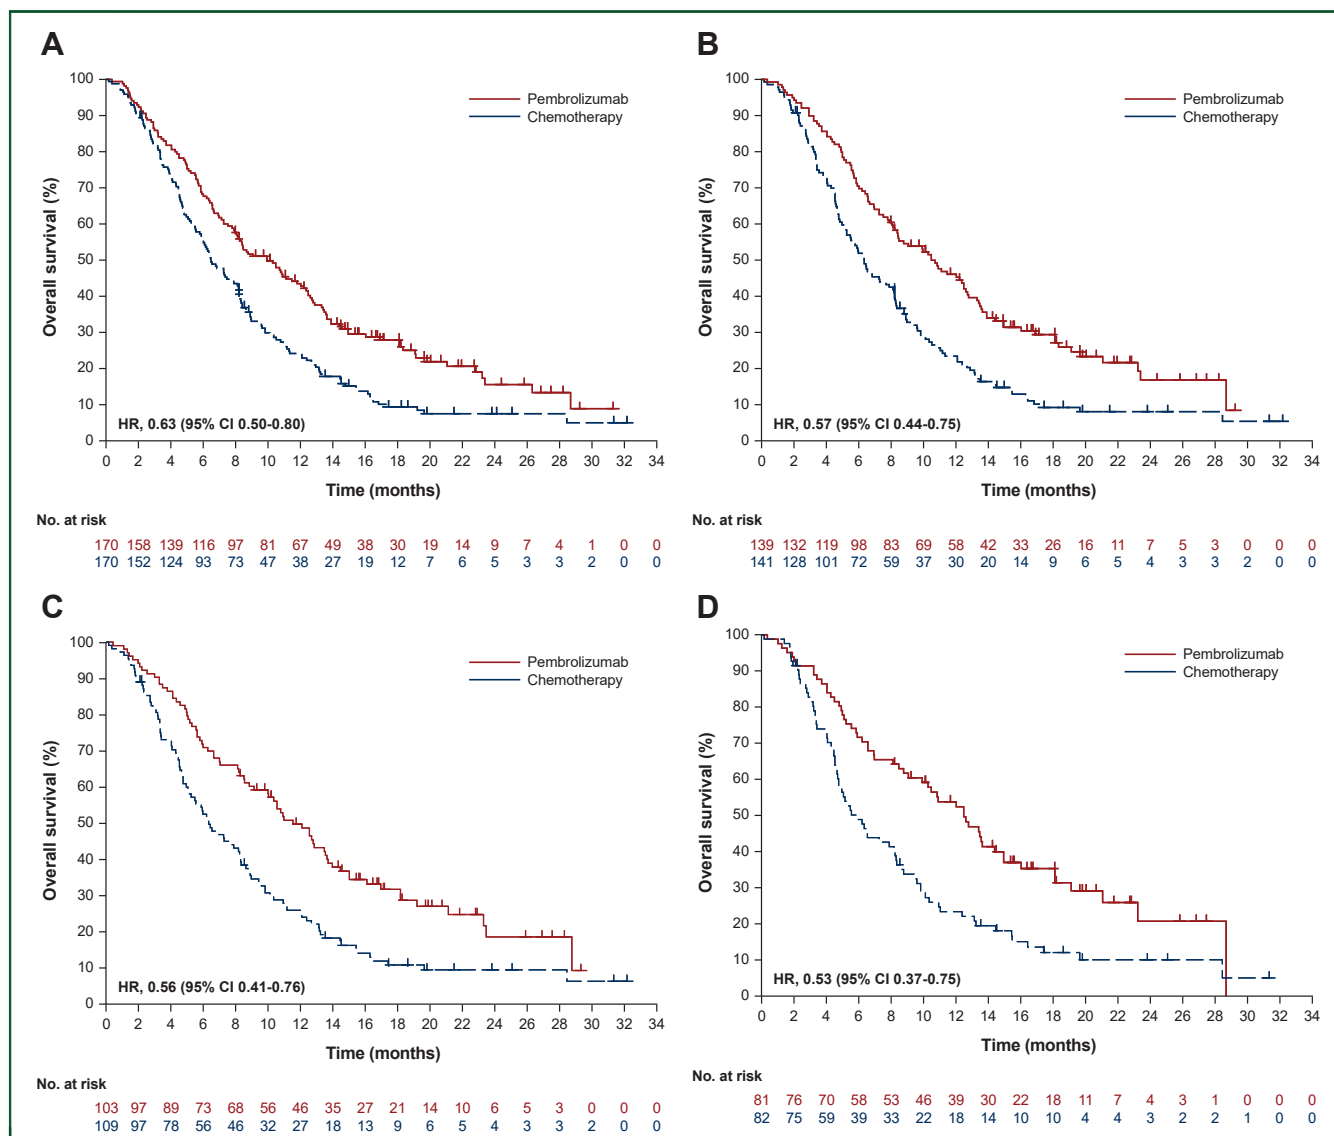 A
Overall survival (%)
100
90
80
70
60
50
40
30
20
10
0
Pembrolizumab
Chemotherapy
HR, 0.63 (95% CI 0.50-0.80)
0 2 4 6 8 10 12 14 16 18 20 22 24 26 28 30 32 34
Time (months)
No. at risk
170 158 139 116 97 81 67 49 38 30 19 14 9 7 4 1 0 0
170 152 124 93 73 47 38 27 19 12 7 6 5 3 3 2 0 0
B
Overall survival (%)
100
90
80
70
60
50
40
30
20
10
0
Pembrolizumab
Chemotherapy
HR, 0.57 (95% CI 0.44-0.75)
0 2 4 6 8 10 12 14 16 18 20 22 24 26 28 30 32 34
Time (months)
No. at risk
139 132 119 98 83 69 58 42 33 26 16 11 7 5 3 0 0 0
141 128 101 72 59 37 30 20 14 9 6 5 4 3 3 2 0 0
C
Overall survival (%)
100
90
80
70
60
50
40
30
20
10
0
Pembrolizumab
Chemotherapy
HR, 0.56 (95% CI 0.41-0.76)
0 2 4 6 8 10 12 14 16 18 20 22 24 26 28 30 32 34
Time (months)
No. at risk
103 97 89 73 68 56 46 35 27 21 14 10 6 5 3 0 0 0
109 97 78 56 46 32 27 18 13 9 6 5 4 3 3 2 0 0
D
Overall survival (%)
100
90
80
70
60
50
40
30
20
10
0
Pembrolizumab
Chemotherapy
HR, 0.53 (95% CI 0.37-0.75)
0 2 4 6 8 10 12 14 16 18 20 22 24 26 28 30 32 34
Time (months)
No. at risk
81 76 70 58 53 46 39 30 22 18 11 7 4 3 1 0 0 0
82 75 59 39 33 22 18 14 10 10 4 4 3 2 2 1 0 0